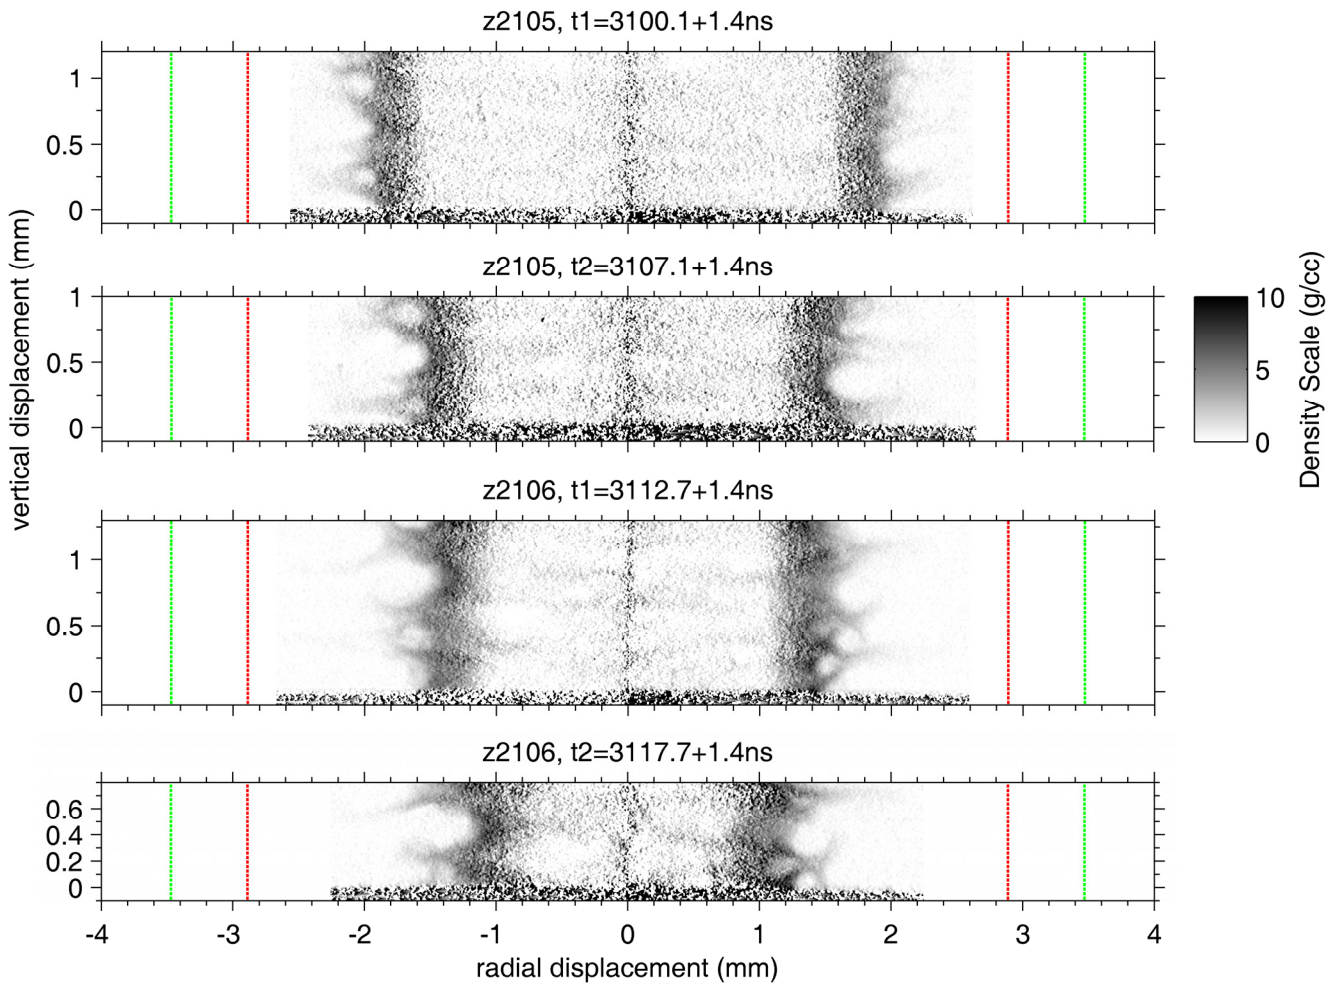 z2105, t1=3100.1+1.4ns
1
0.5
0
z2105, t2=3107.1+1.4ns
1
0.5
0
z2106, t1=3112.7+1.4ns
1
0.5
0
z2106, t2=3117.7+1.4ns
0.6
0.4
0.2
0
-4 -3 -2 -1 0 1 2 3 4
radial displacement (mm)
vertical displacement (mm)
10
5
0
Density Scale (g/cc)